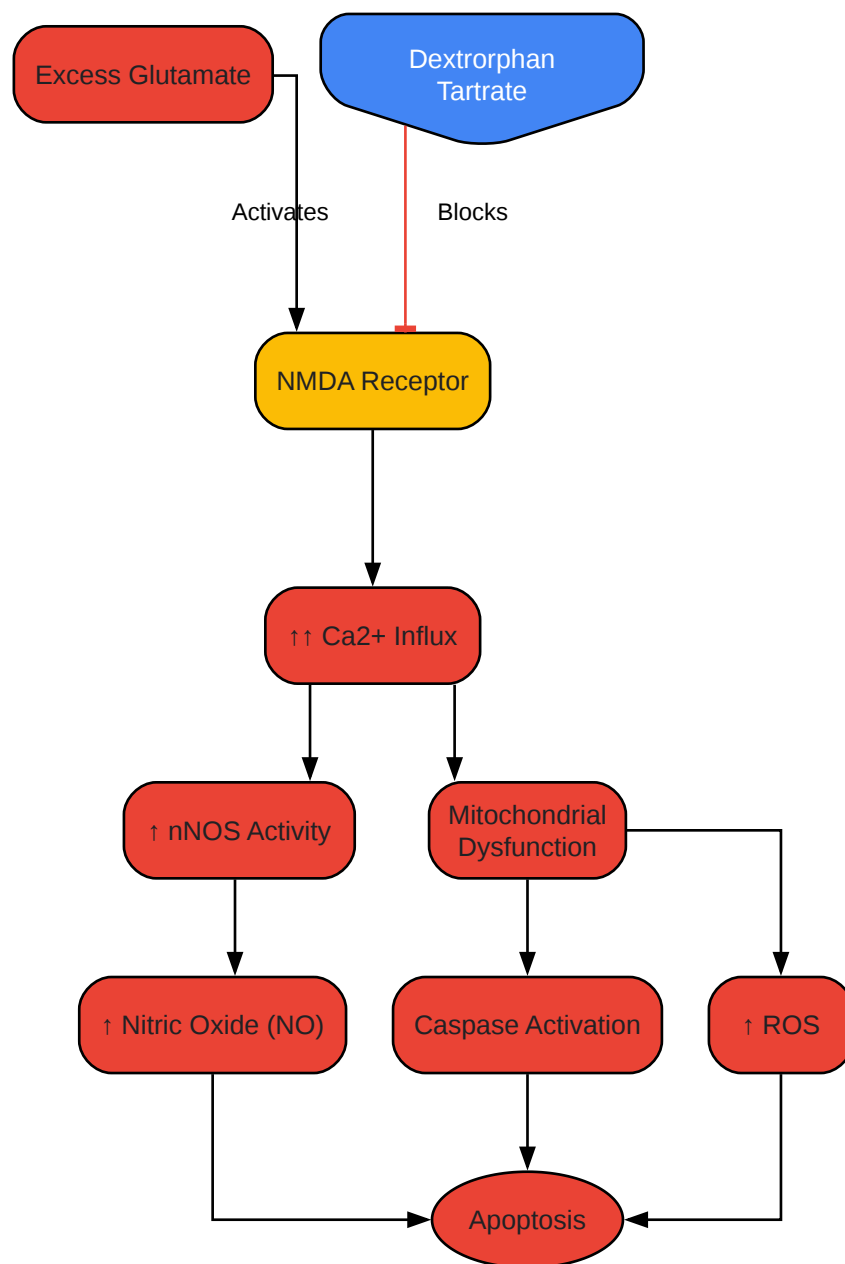 Excess Glutamate
Dextrorphan
Tartrate
Activates
Blocks
NMDA Receptor
↑↑ Ca2+ Influx
↑ nNOS Activity
Mitochondrial
Dysfunction
↑ Nitric Oxide (NO)
Caspase Activation
↑ ROS
Apoptosis